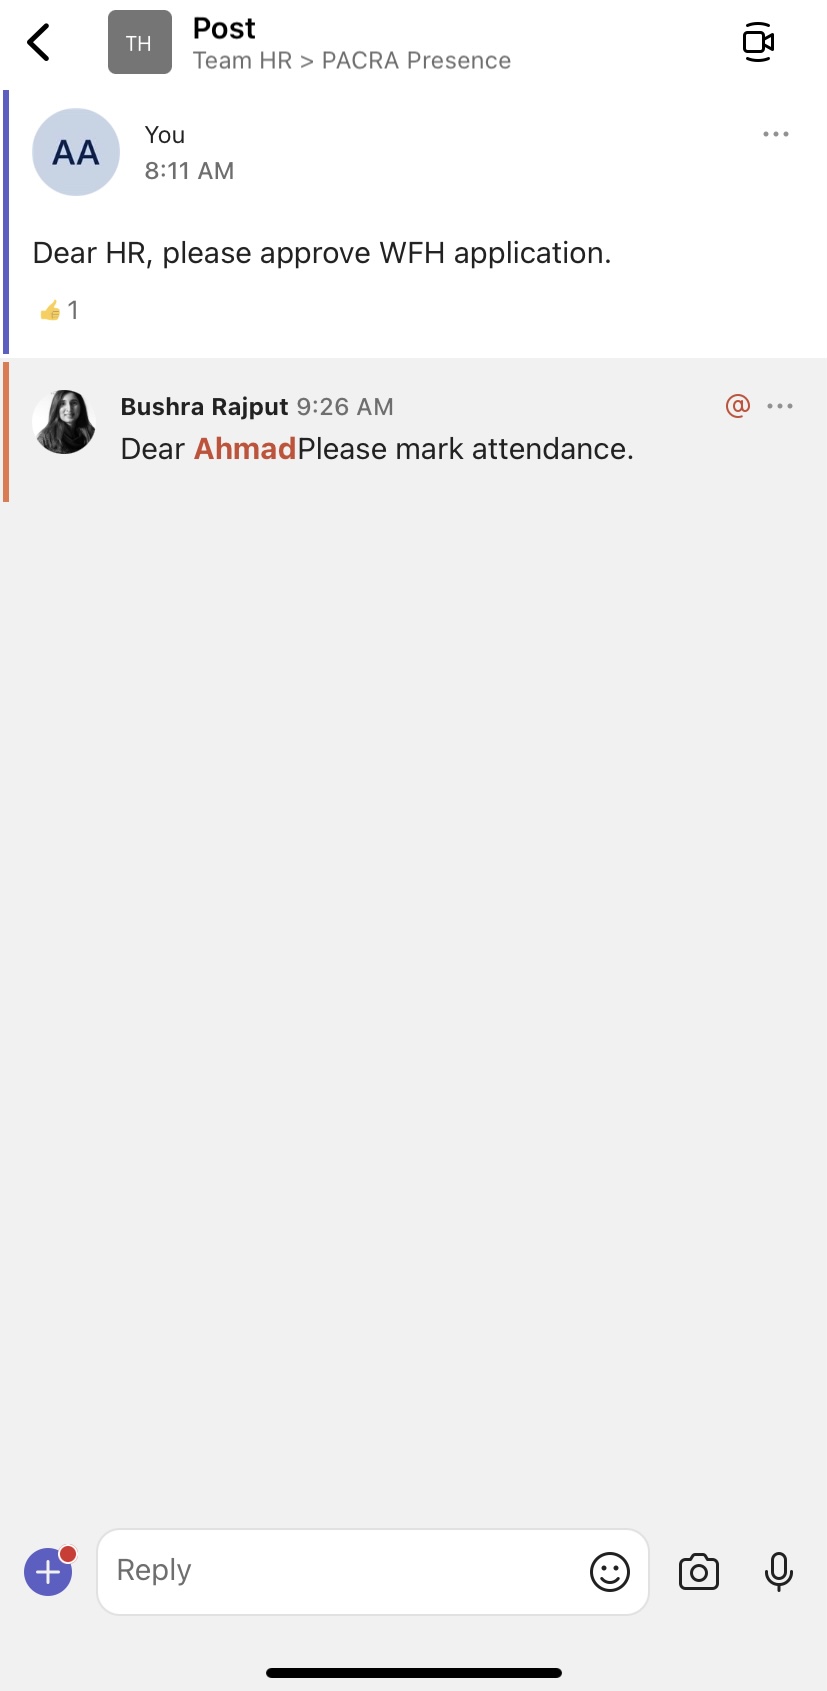 TH
Post
Team HR > PACRA Presence
AA
You
8:11 AM
Dear HR, please approve WFH application.
👍 1
Bushra Rajput 9:26 AM
@
Dear AhmadPlease mark attendance.
Reply